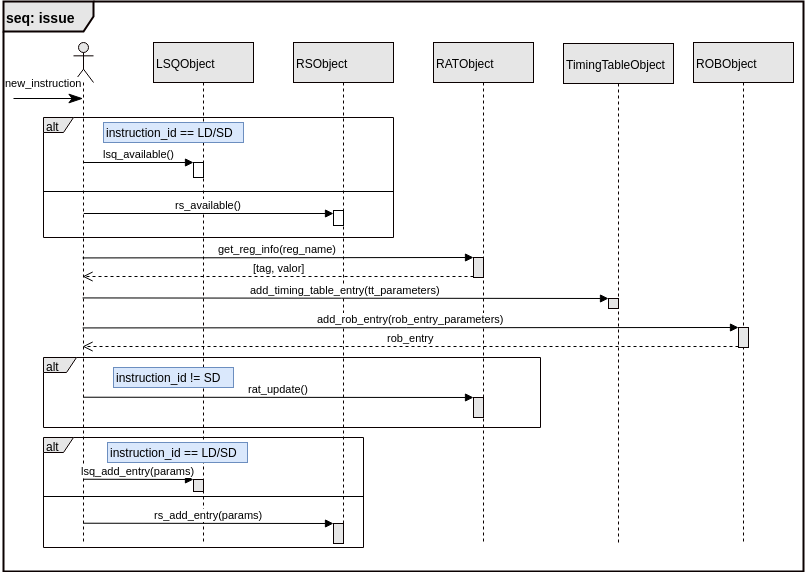 seq: issue
LSQObject
RSObject
RATObject
TimingTableObject
ROBObject
new_instruction
alt
instruction_id == LD/SD
lsq_available()
rs_available()
get_reg_info(reg_name)
[tag, valor]
add_timing_table_entry(tt_parameters)
add_rob_entry(rob_entry_parameters)
rob_entry
alt
instruction_id != SD
rat_update()
alt
instruction_id == LD/SD
lsq_add_entry(params)
rs_add_entry(params)